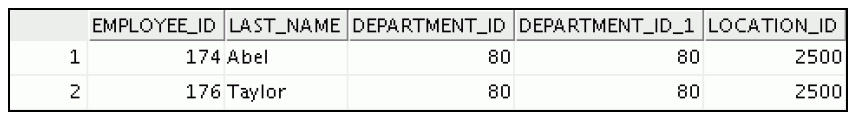 EMPLOYEE_ID LAST_NAME DEPARTMENT_ID DEPARTMENT_ID_1 LOCATION_ID
1 174 Abel 80 80 2500
2 176 Taylor 80 80 2500